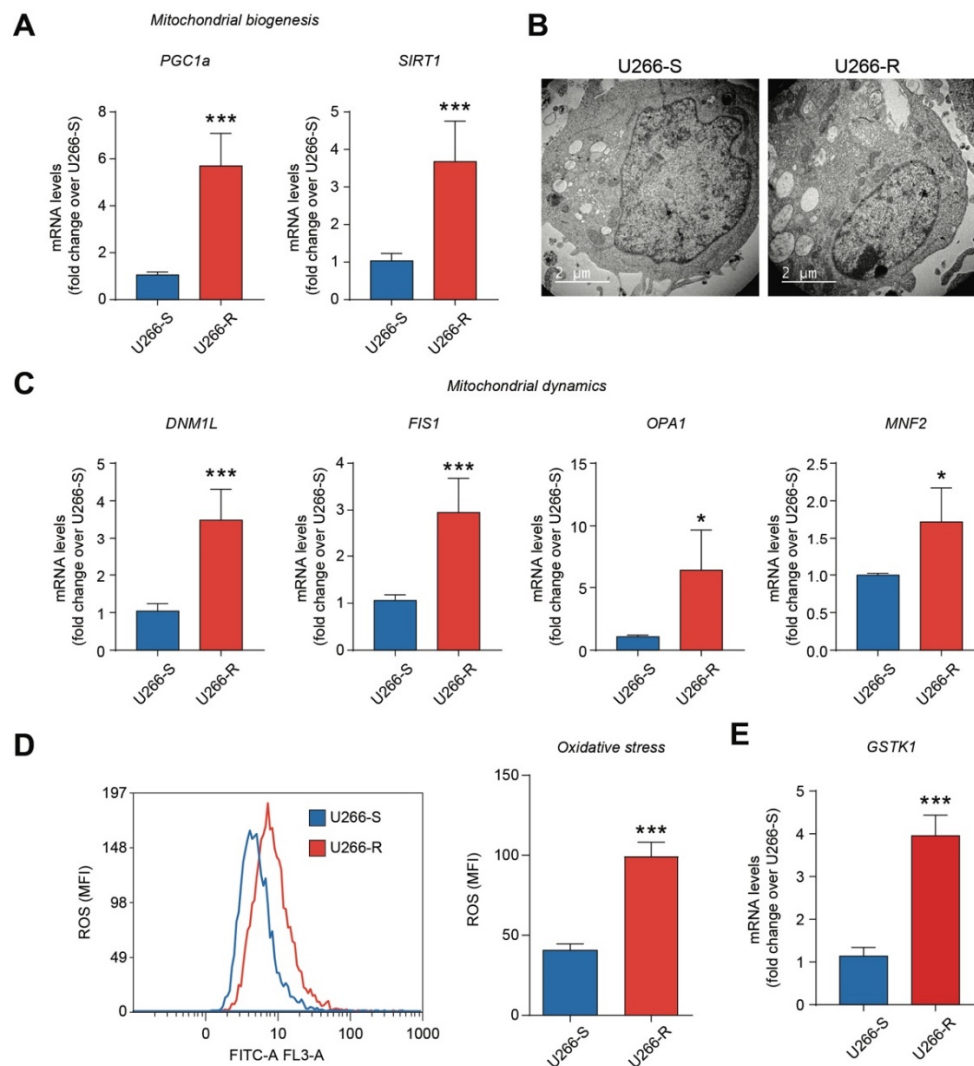 A
Mitochondrial biogenesis
PGC1a
SIRT1
mRNA levels
(fold change over U266-S)
8
6
4
2
0
***
U266-S
U266-R
mRNA levels
(fold change over U266-S)
5
4
3
2
1
0
***
U266-S
U266-R
B
U266-S
U266-R
2 µm
2 µm
C
Mitochondrial dynamics
DNM1L
FIS1
OPA1
MNF2
mRNA levels
(fold change over U266-S)
5
4
3
2
1
0
***
U266-S
U266-R
mRNA levels
(fold change over U266-S)
4
3
2
1
0
***
U266-S
U266-R
mRNA levels
(fold change over U266-S)
15
10
5
0
*
U266-S
U266-R
mRNA levels
(fold change over U266-S)
2.5
2.0
1.5
1.0
0.5
0.0
*
U266-S
U266-R
D
ROS (MFI)
197
148
98
49
0
U266-S
U266-R
0 10 100 1000
FITC-A FL3-A
Oxidative stress
ROS (MFI)
150
100
50
0
***
U266-S
U266-R
E
GSTK1
mRNA levels
(fold change over U266-S)
5
4
3
2
1
0
***
U266-S
U266-R